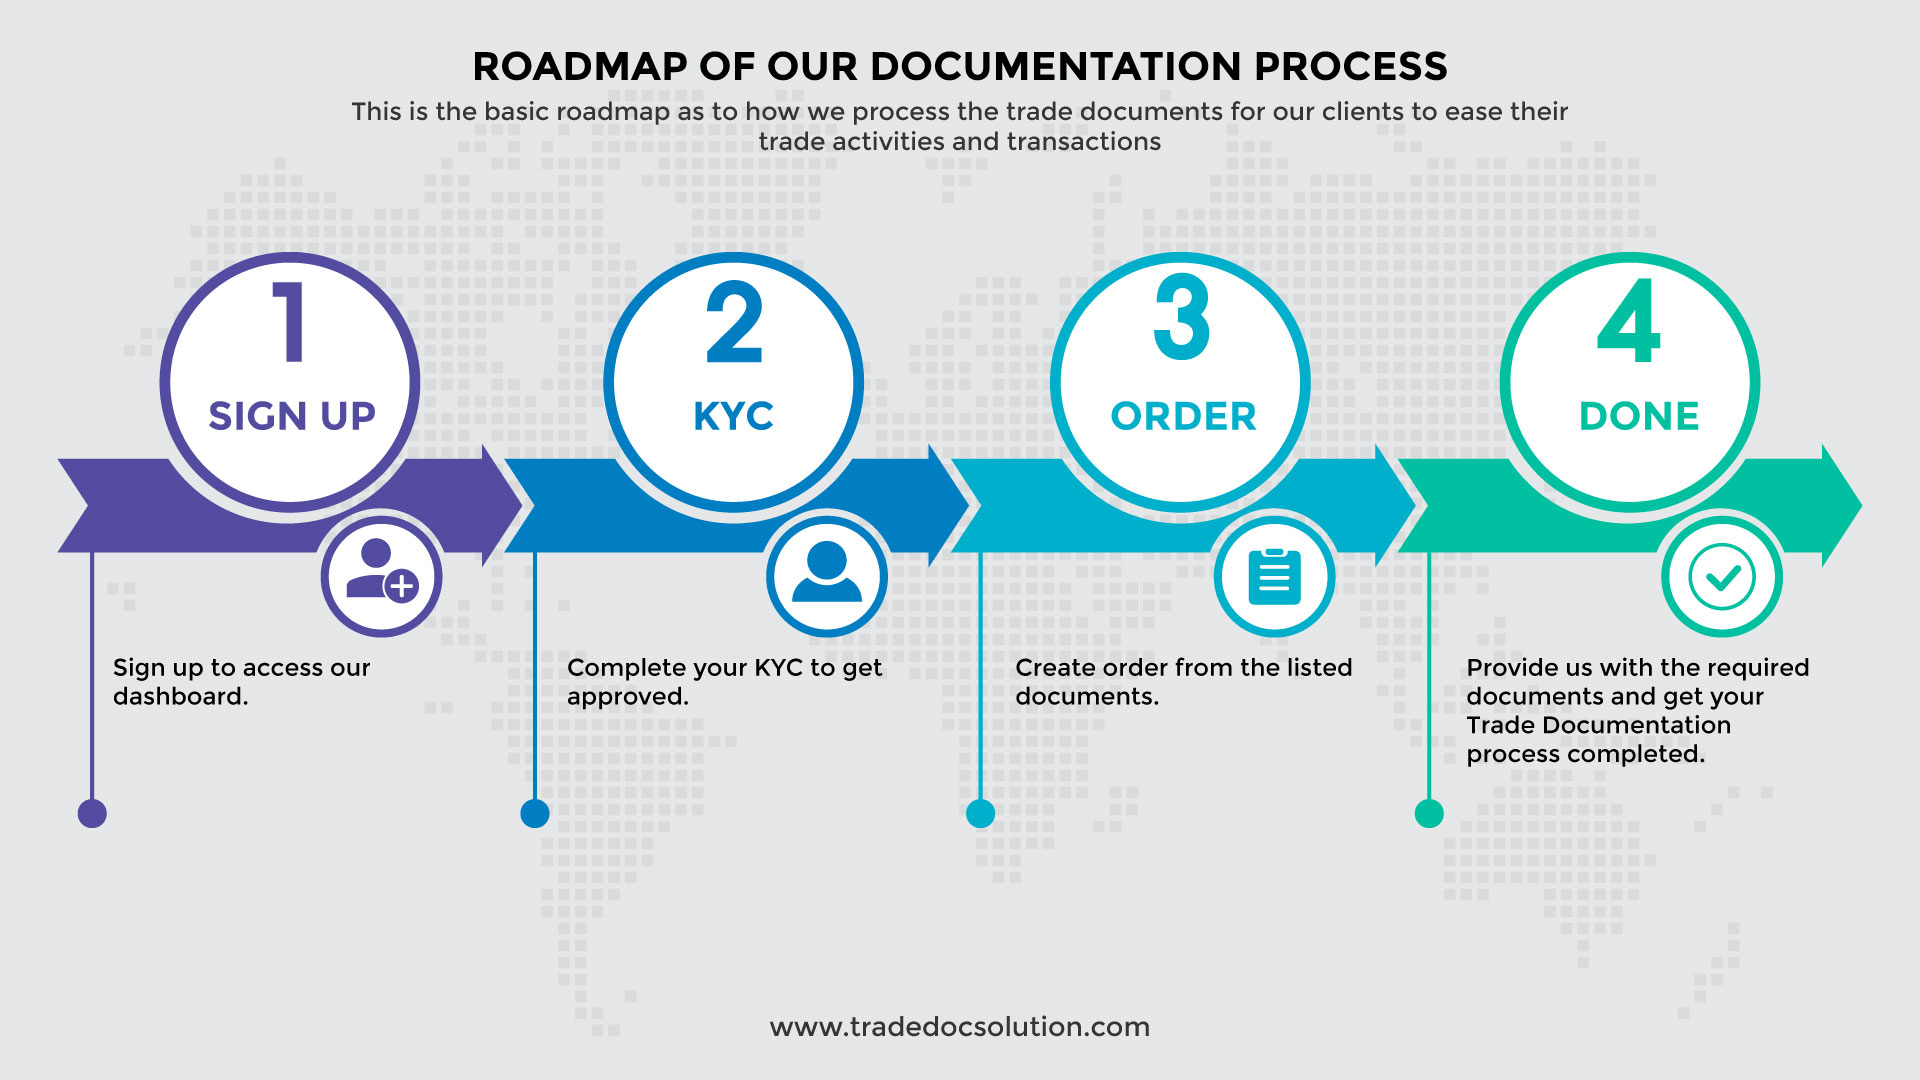 ROADMAP OF OUR DOCUMENTATION PROCESS
This is the basic roadmap as to how we process the trade documents for our clients to ease their
trade activities and transactions
1
SIGN UP
2
KYC
3
ORDER
4
DONE
Sign up to access our
dashboard.
Complete your KYC to get
approved.
Create order from the listed
documents.
Provide us with the required
documents and get your
Trade Documentation
process completed.
www.tradedocsolution.com